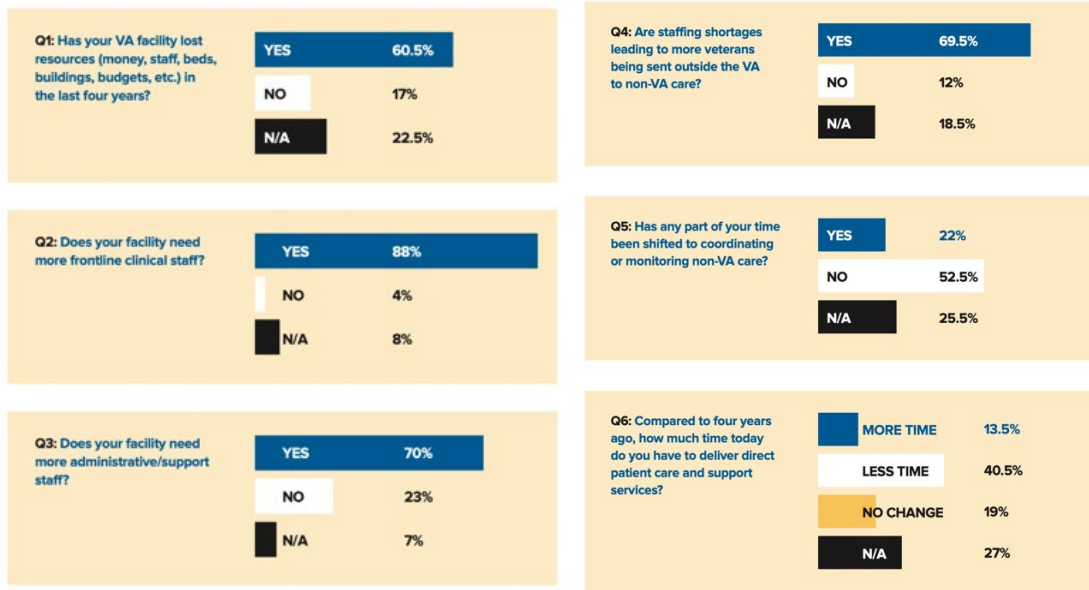 Q1: Has your VA facility lost
resources (money, staff, beds,
buildings, budgets, etc.) in
the last four years?
YES 60.5%
NO 17%
N/A 22.5%
Q2: Does your facility need
more frontline clinical staff?
YES 88%
NO 4%
N/A 8%
Q3: Does your facility need
more administrative/support
staff?
YES 70%
NO 23%
N/A 7%
Q4: Are staffing shortages
leading to more veterans
being sent outside the VA
to non-VA care?
YES 69.5%
NO 12%
N/A 18.5%
Q5: Has any part of your time
been shifted to coordinating
or monitoring non-VA care?
YES 22%
NO 52.5%
N/A 25.5%
Q6: Compared to four years
ago, how much time today
do you have to deliver direct
patient care and support
services?
MORE TIME 13.5%
LESS TIME 40.5%
NO CHANGE 19%
N/A 27%